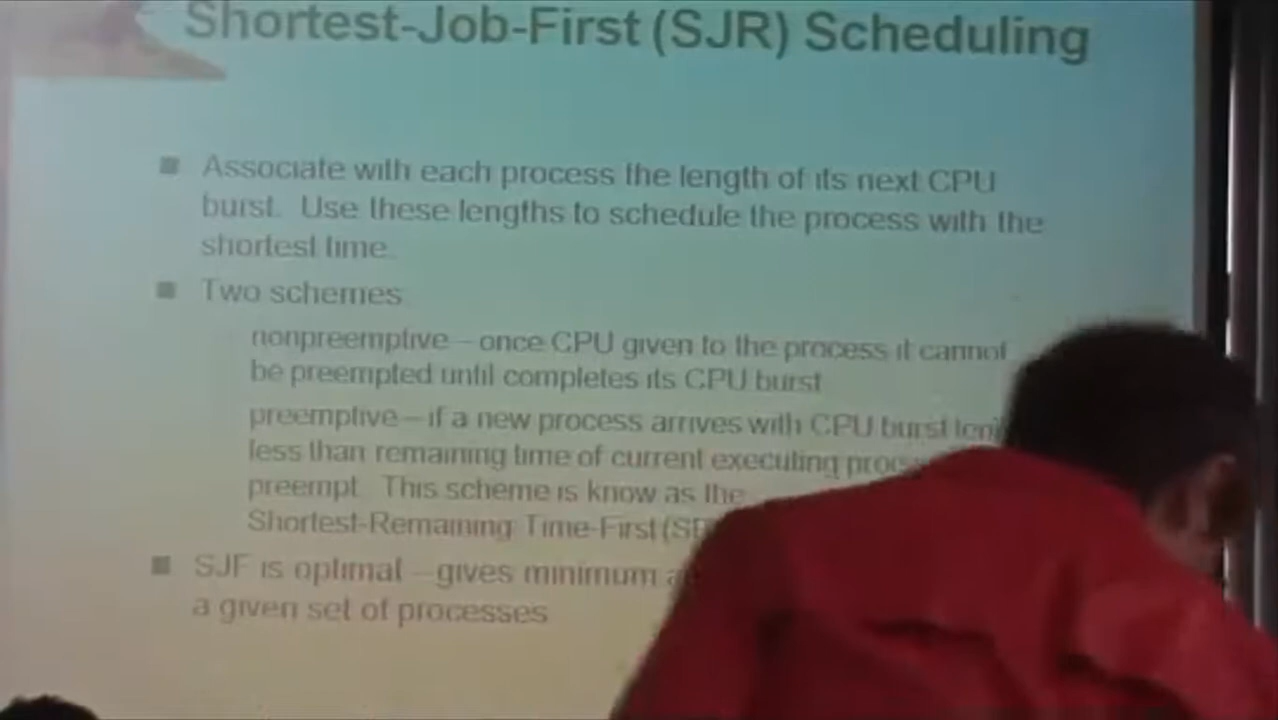 Shortest-Job-First (SJR) Scheduling
Associate with each process the length of its next CPU
burst. Use these lengths to schedule the process with the
shortest time.
Two schemes
nonpreemptive – once CPU given to the process it cannot
be preempted until completes its CPU burst
preemptive – if a new process arrives with CPU burst
less than remaining time of current executing
preempt. This scheme is know as the
Shortest-Remaining Time-First
SJF is optimal – gives minimum
a given set of processes